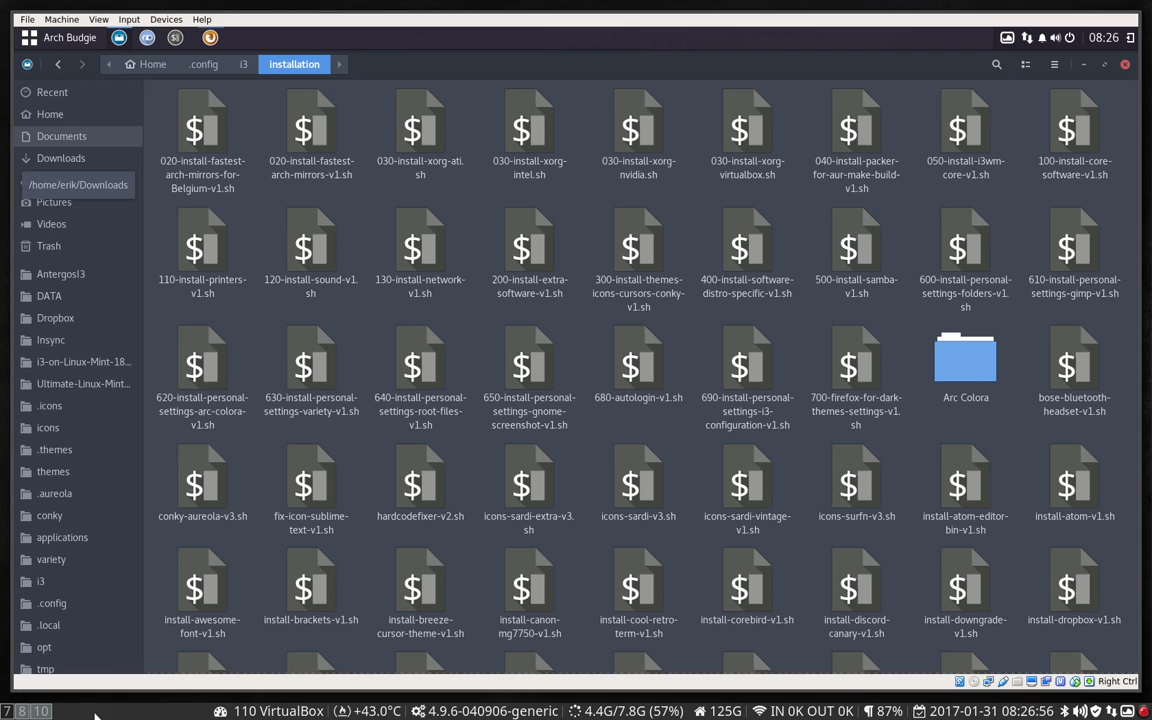 File Machine View Input Devices Help
Arch Budgie 08:26
Home .config i3 installation
Recent
Home
Documents
Downloads
/home/erik/Downloads
Pictures
Videos
Trash
AntergosI3
DATA
Dropbox
Insync
i3-on-Linux-Mint-18...
Ultimate-Linux-Mint...
.icons
icons
.themes
themes
.aureola
conky
applications
variety
i3
.config
.local
opt
tmp
020-install-fastest-
arch-mirrors-for-
Belgium-v1.sh
020-install-fastest-
arch-mirrors-v1.sh
030-install-xorg-ati.
sh
030-install-xorg-
intel.sh
030-install-xorg-
nvidia.sh
030-install-xorg-
virtualbox.sh
040-install-packer-
for-aur-make-build-
v1.sh
050-install-i3wm-
core-v1.sh
100-install-core-
software-v1.sh
110-install-printers-
v1.sh
120-install-sound-v1.
sh
130-install-network-
v1.sh
200-install-extra-
software-v1.sh
300-install-themes-
icons-cursors-conky-
v1.sh
400-install-software-
distro-specific-v1.sh
500-install-samba-
v1.sh
600-install-personal-
settings-folders-v1.
sh
610-install-personal-
settings-gimp-v1.sh
620-install-personal-
settings-arc-colora-
v1.sh
630-install-personal-
settings-variety-v1.sh
640-install-personal-
settings-root-files-
v1.sh
650-install-personal-
settings-gnome-
screenshot-v1.sh
680-autologin-v1.sh
690-install-personal-
settings-i3-
configuration-v1.sh
700-firefox-for-dark-
themes-settings-v1.
sh
Arc Colora
bose-bluetooth-
headset-v1.sh
conky-aureola-v3.sh
fix-icon-sublime-
text-v1.sh
hardcodefixer-v2.sh
icons-sardi-extra-v3.
sh
icons-sardi-v3.sh
icons-sardi-vintage-
v1.sh
icons-surfn-v3.sh
install-atom-editor-
bin-v1.sh
install-atom-v1.sh
install-awesome-
font-v1.sh
install-brackets-v1.sh
install-breeze-
cursor-theme-v1.sh
install-canon-
mg7750-v1.sh
install-cool-retro-
term-v1.sh
install-corebird-v1.sh
install-discord-
canary-v1.sh
install-downgrade-
v1.sh
install-dropbox-v1.sh
Right Ctrl
7 8 10 110 VirtualBox +43.0°C 4.9.6-040906-generic 4.4G/7.8G (57%) 125G IN 0K OUT 0K 87% 2017-01-31 08:26:56